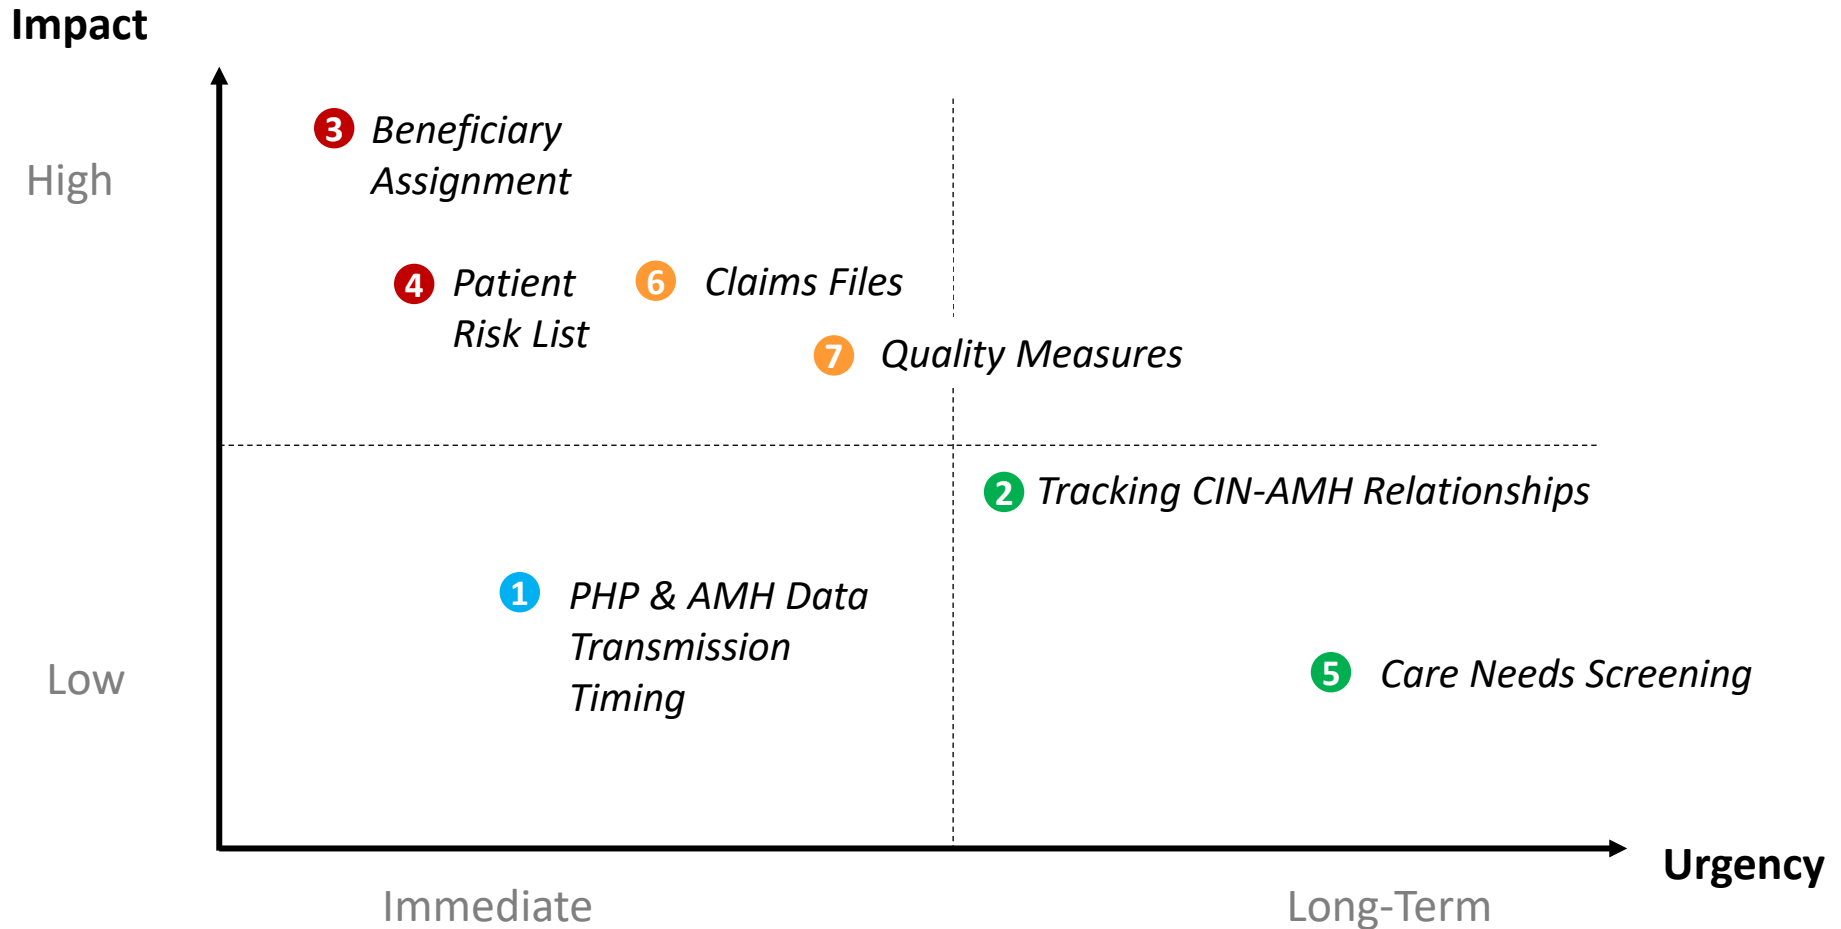 Impact
3 Beneficiary
Assignment
High
4 Patient
Risk List
6 Claims Files
7 Quality Measures
2 Tracking CIN-AMH Relationships
1 PHP & AMH Data
Transmission
Timing
Low
5 Care Needs Screening
Urgency
Immediate
Long-Term